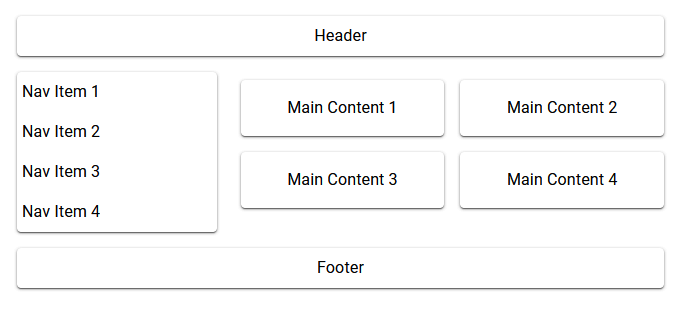 Header
Nav Item 1
Nav Item 2
Nav Item 3
Nav Item 4
Main Content 1
Main Content 2
Main Content 3
Main Content 4
Footer